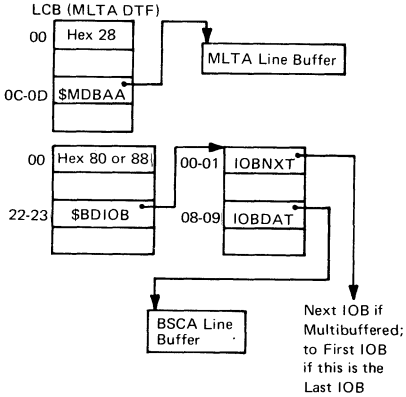 LCB (MLTA DTF)
00 Hex 28
MLTA Line Buffer
0C-0D $MDBAA
00 Hex 80 or 88
00-01 IOBNXT
22-23 $BDIOB
08-09 IOBDAT
BSCA Line
Buffer
Next IOB if
Multibuffered;
to First IOB
if this is the
Last IOB